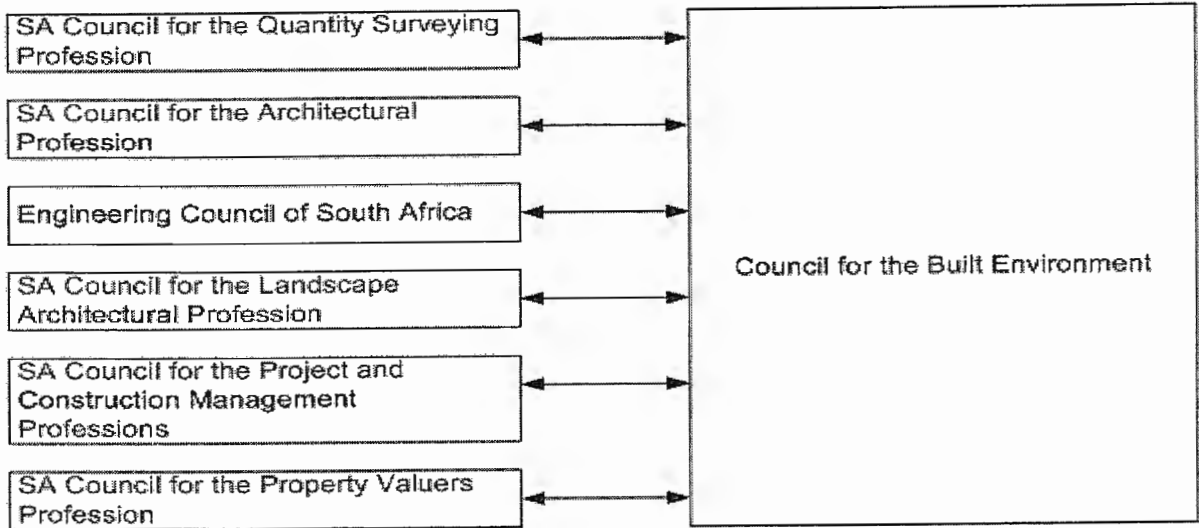 SA Council for the Quantity Surveying
Profession
SA Council for the Architectural
Profession
Engineering Council of South Africa
SA Council for the Landscape
Architectural Profession
SA Council for the Project and
Construction Management
Professions
SA Council for the Property Valuers
Profession
Council for the Built Environment